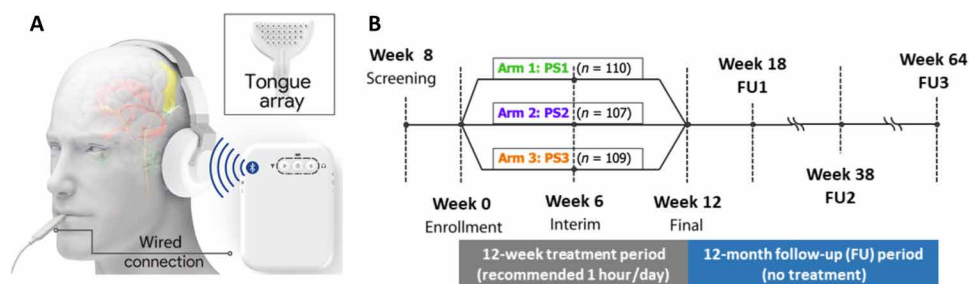 A
Tongue
array
Wired
connection
B
Week 8
Screening
Arm 1: PS1 (n = 110)
Arm 2: PS2 (n = 107)
Arm 3: PS3 (n = 109)
Week 0
Enrollment
Week 6
Interim
Week 12
Final
Week 18
FU1
Week 38
FU2
Week 64
FU3
12-week treatment period
(recommended 1 hour/day)
12-month follow-up (FU) period
(no treatment)